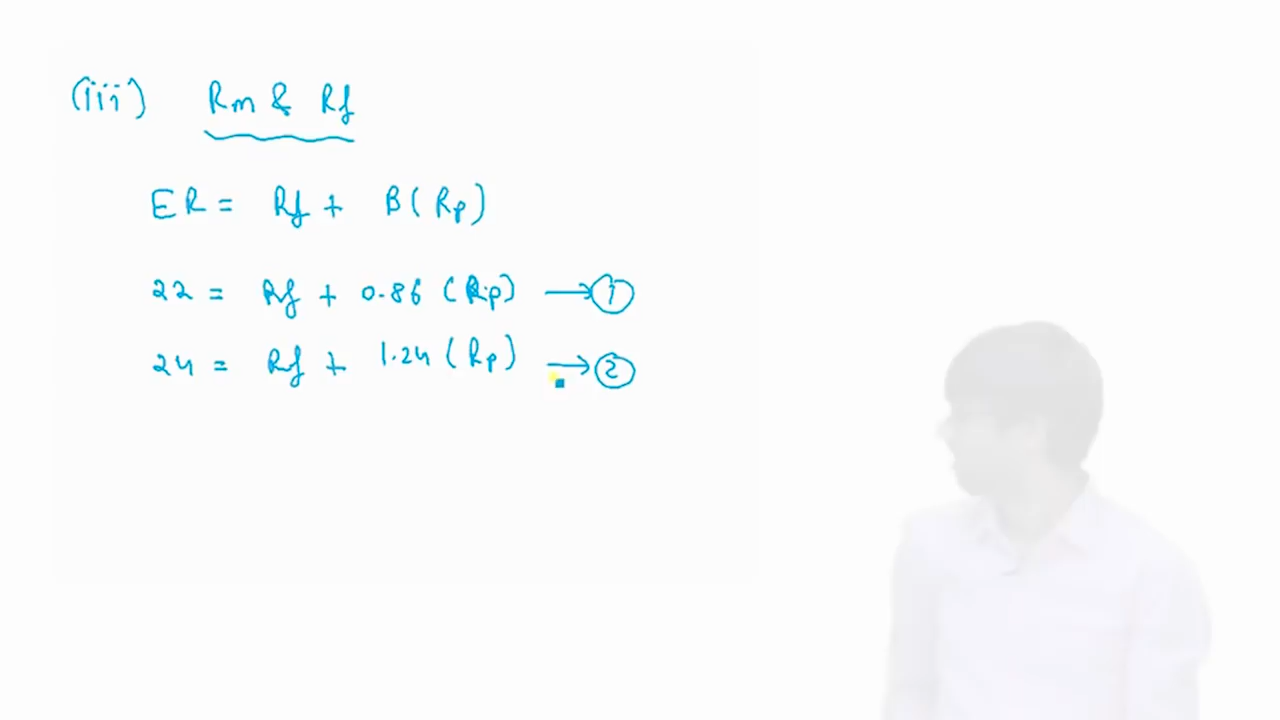 (iii) Rm & Rf
ER = Rf + B(Rp)
22 = Rf + 0.86 (Rp) → 1
24 = Rf + 1.24 (Rp) → 2